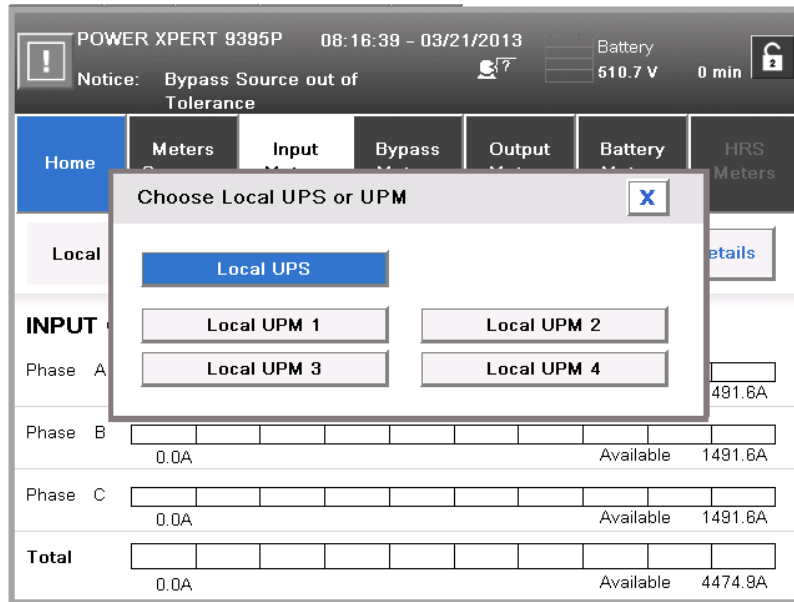 POWER XPERT 9395P 08:16:39 - 03/21/2013
Battery
Notice: Bypass Source out of
Tolerance
?
510.7 V 0 min
2
Home Meters Input Bypass Output Battery HRS
Meters
Choose Local UPS or UPM X
Local etails
Local UPS
Local UPM 1 Local UPM 2
Local UPM 3 Local UPM 4
INPUT
Phase A
491.6A
Phase B
0.0A Available 1491.6A
Phase C
0.0A Available 1491.6A
Total
0.0A Available 4474.9A